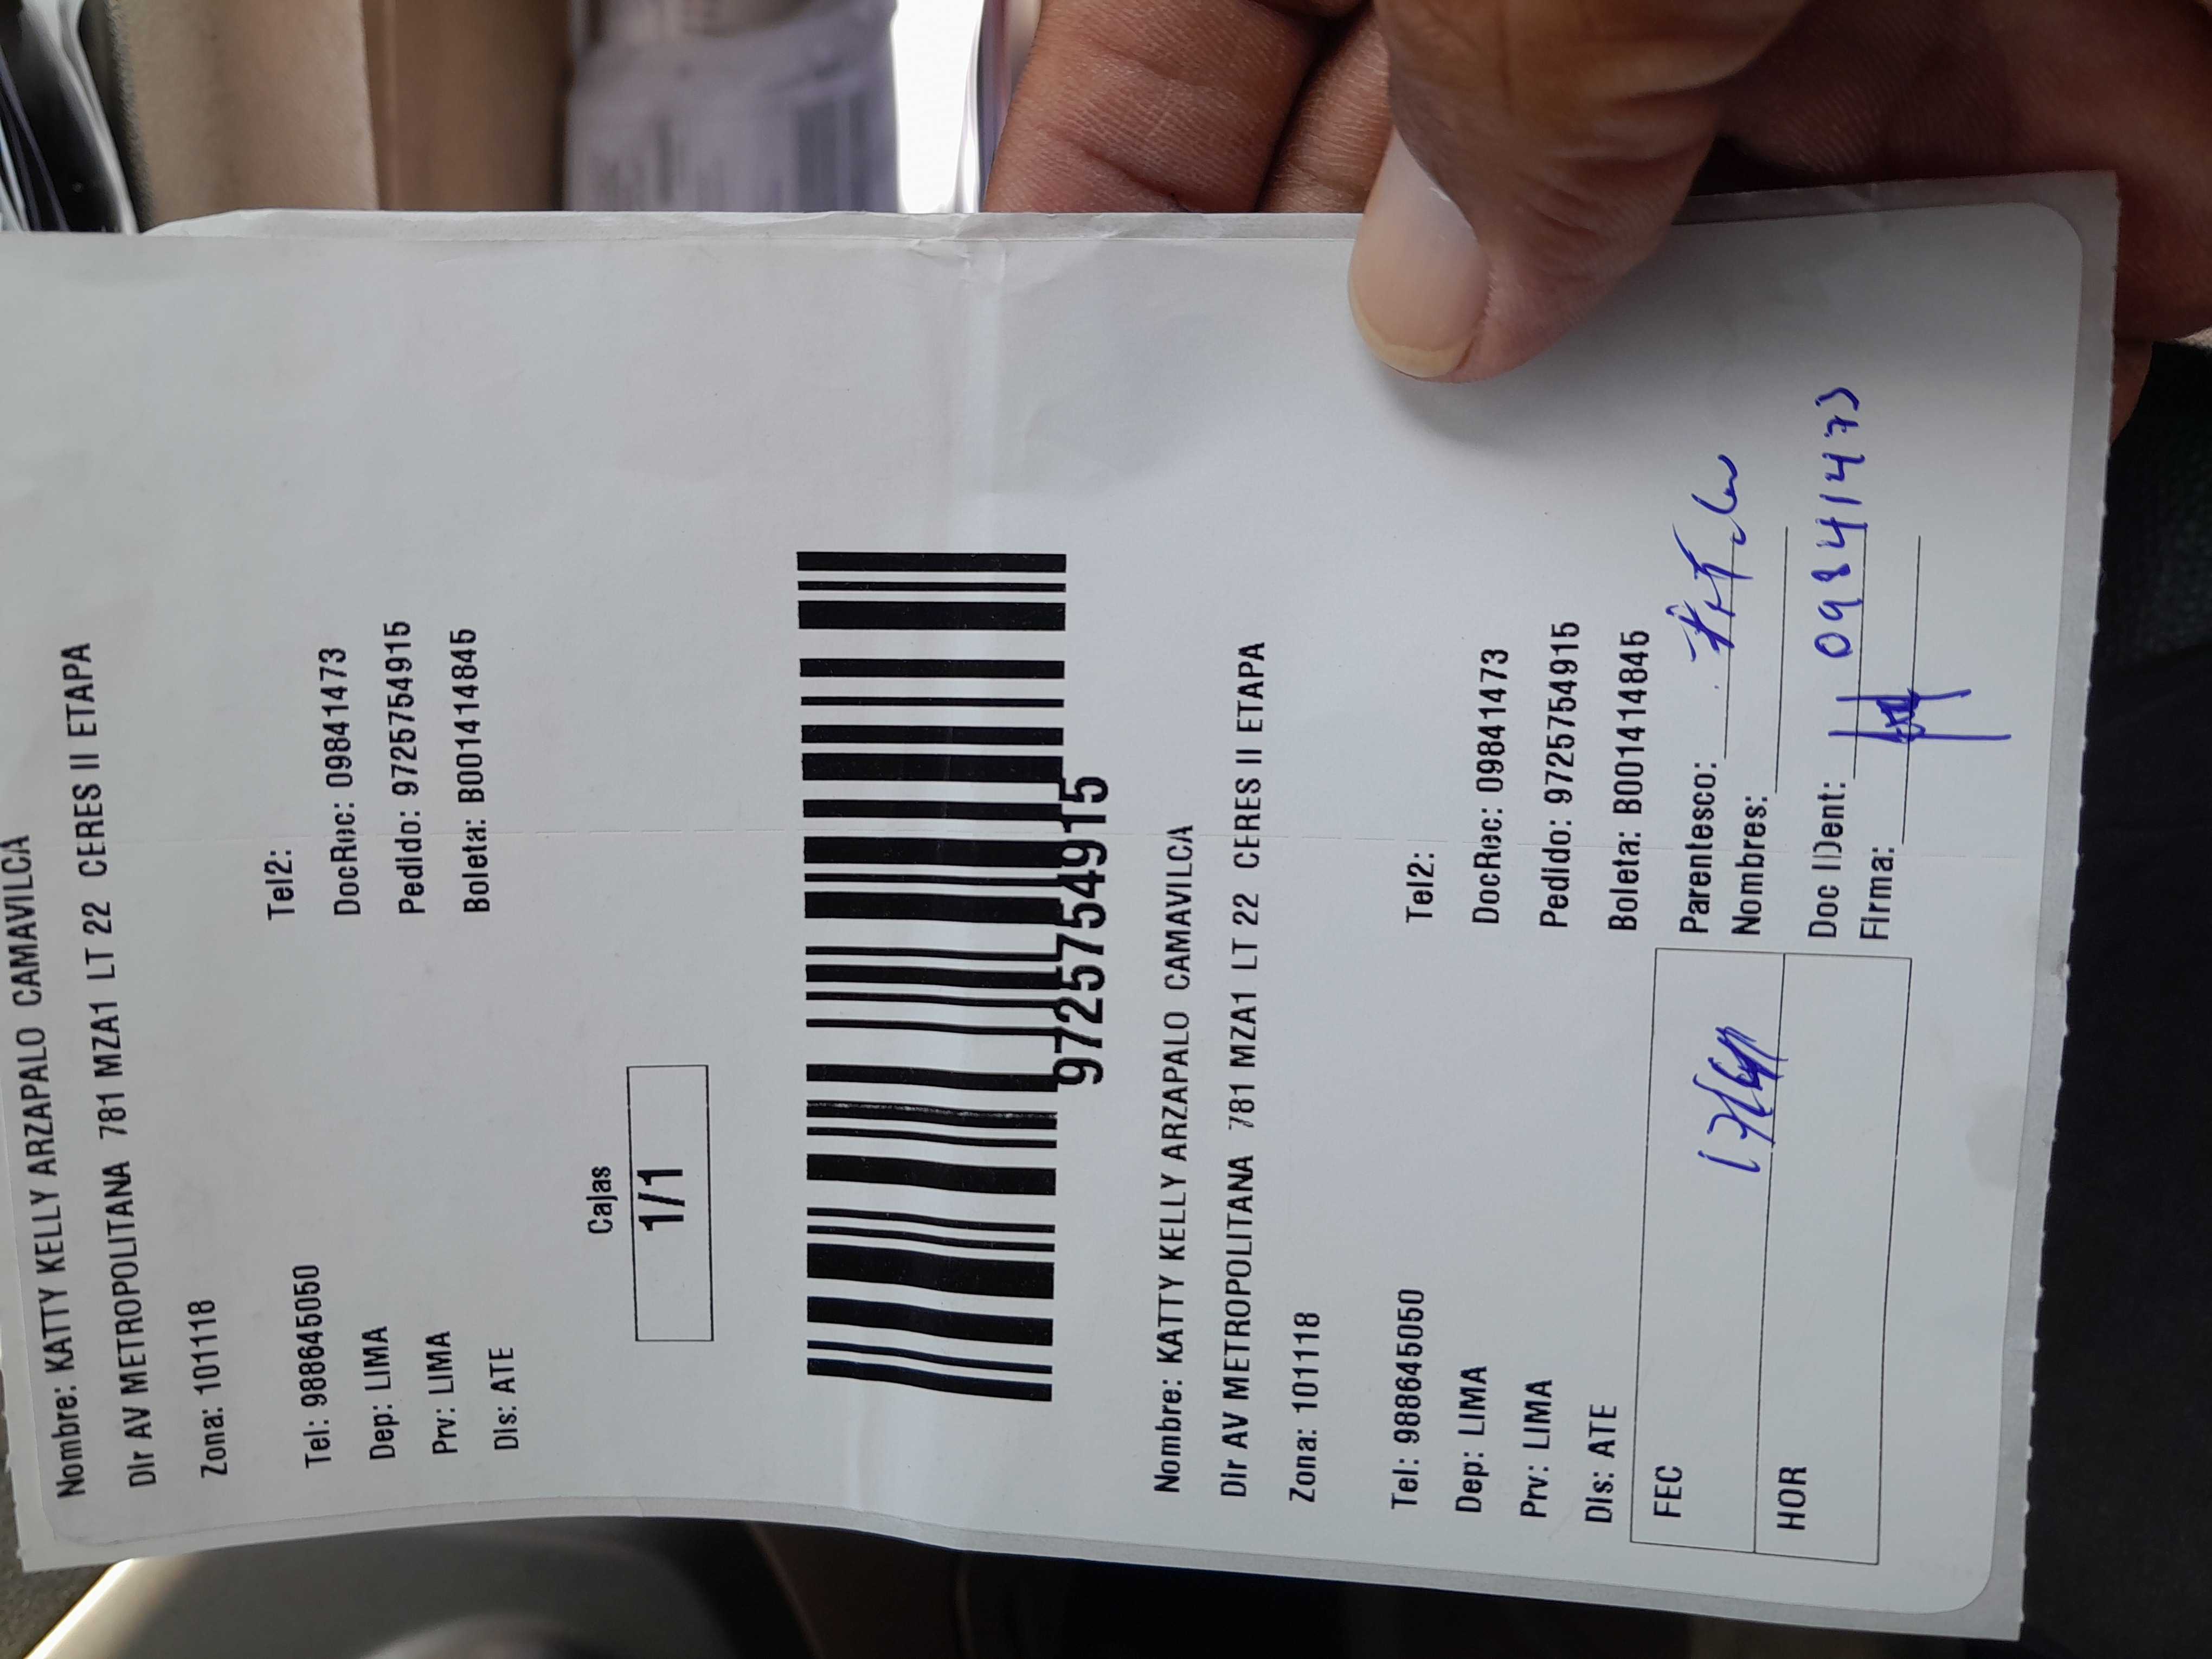 Nombre: KATTY KELLY ARZAPALO CAMAVILCA
Dir AV METROPOLITANA 781 MZA1 LT 22 CERES II ETAPA
Zona: 101118
Tel: 988645050 Tel2:
Dep: LIMA DocRec: 09841473
Prv: LIMA Pedido: 97257754915
Dis: ATE Boleta: B001414845
Cajas
1/1
97257754915
Nombre: KATTY KELLY ARZAPALO CAMAVILCA
Dir AV METROPOLITANA 781 MZA1 LT 22 CERES II ETAPA
Zona: 101118
Tel: 988645050 Tel2:
Dep: LIMA DocRec: 09841473
Prv: LIMA Pedido: 97257754915
Dis: ATE Boleta: B001414845
FEC Parentesco:
Nombres:
HOR Doc IDent: 09841473
Firma: